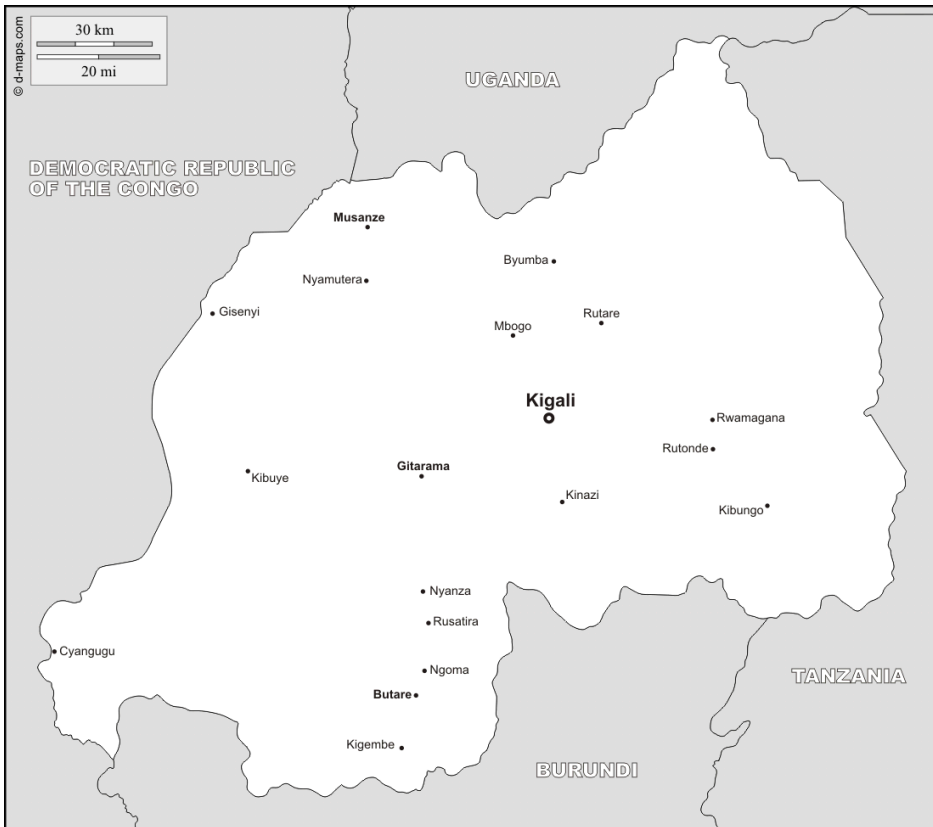 © d-maps.com
30 km
20 mi
UGANDA
DEMOCRATIC REPUBLIC
OF THE CONGO
Musanze
Byumba
Nyamutera
Gisenyi
Rutare
Mbogo
Kigali
Rwamagana
Rutonde
Gitarama
Kibuye
Kinazi
Kibungo
Nyanza
Rusatira
Cyangugu
Ngoma
TANZANIA
Butare
Kigembe
BURUNDI